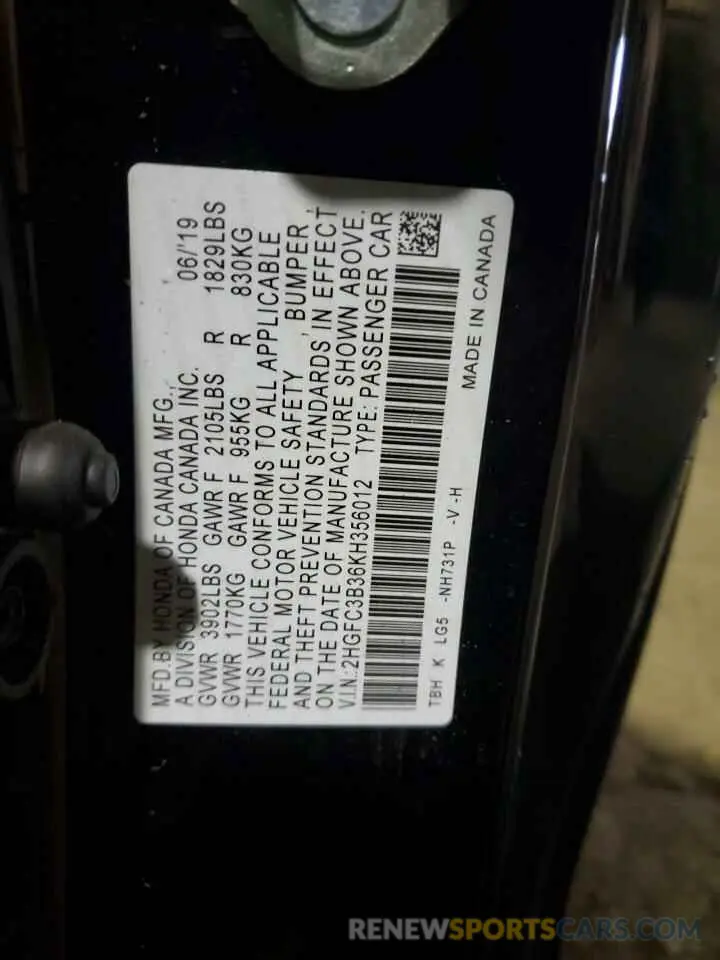 MFD.BY HONDA OF CANADA MFG., 06/'19
A DIVISION OF HONDA CANADA INC.
GVWR 3902LBS GAWR F 2105LBS R 1829LBS
GVWR 1770KG GAWR F 955KG R 830KG
THIS VEHICLE CONFORMS TO ALL APPLICABLE
FEDERAL MOTOR VEHICLE SAFETY , BUMPER ,
AND THEFT PREVENTION STANDARDS IN EFFECT
ON THE DATE OF MANUFACTURE SHOWN ABOVE.
V.I.N.:2HGFC3B36KH356012 TYPE: PASSENGER CAR
TBH K LG5 -NH731P -V -H
MADE IN CANADA
RENEWSPORTSCARS.COM